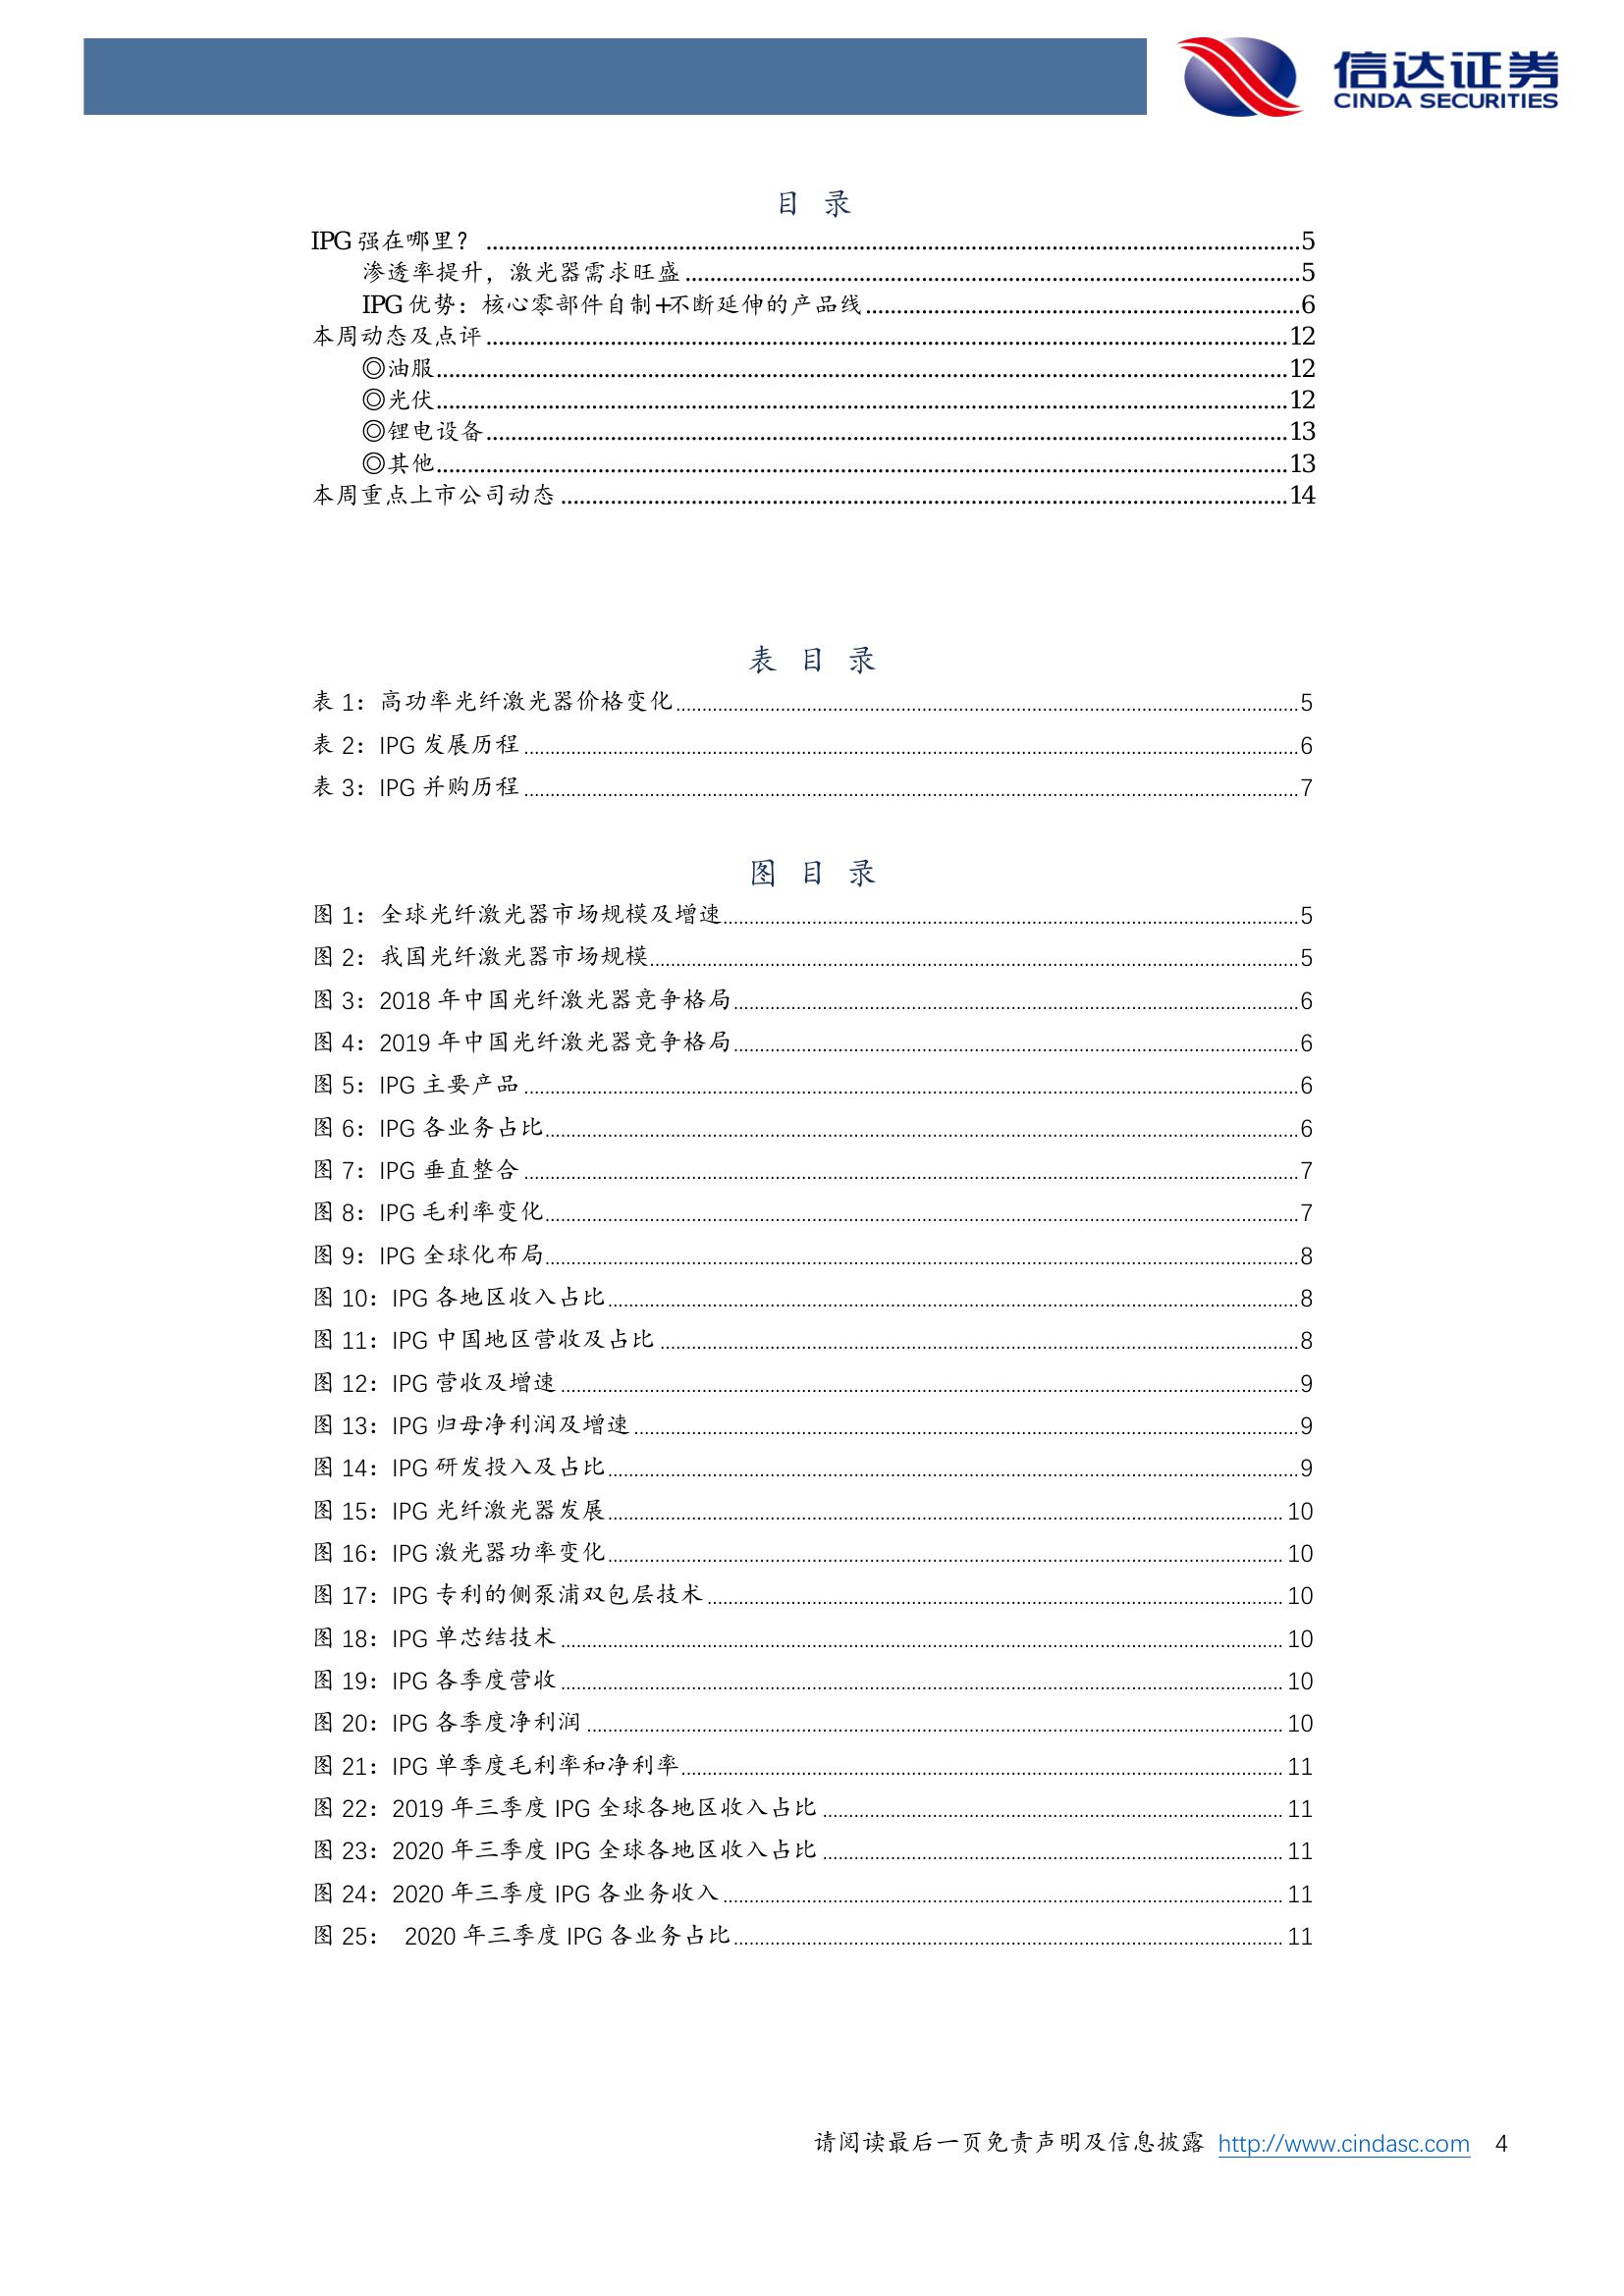 信达证券
CINDA SECURITIES
目 录
IPG 强在哪里？ ........ 5
渗透率提升，激光器需求旺盛 ........ 5
IPG 优势：核心零部件自制+不断延伸的产品线 ........ 6
本周动态及点评 ........ 12
◎油服 ........ 12
◎光伏 ........ 12
◎锂电设备 ........ 13
◎其他 ........ 13
本周重点上市公司动态 ........ 14
表 目 录
表 1：高功率光纤激光器价格变化 ........ 5
表 2：IPG 发展历程 ........ 6
表 3：IPG 并购历程 ........ 7
图 目 录
图 1：全球光纤激光器市场规模及增速 ........ 5
图 2：我国光纤激光器市场规模 ........ 5
图 3：2018 年中国光纤激光器竞争格局 ........ 6
图 4：2019 年中国光纤激光器竞争格局 ........ 6
图 5：IPG 主要产品 ........ 6
图 6：IPG 各业务占比 ........ 6
图 7：IPG 垂直整合 ........ 7
图 8：IPG 毛利率变化 ........ 7
图 9：IPG 全球化布局 ........ 8
图 10：IPG 各地区收入占比 ........ 8
图 11：IPG 中国地区营收及占比 ........ 8
图 12：IPG 营收及增速 ........ 9
图 13：IPG 归母净利润及增速 ........ 9
图 14：IPG 研发投入及占比 ........ 9
图 15：IPG 光纤激光器发展 ........ 10
图 16：IPG 激光器功率变化 ........ 10
图 17：IPG 专利的侧泵浦双包层技术 ........ 10
图 18：IPG 单芯结技术 ........ 10
图 19：IPG 各季度营收 ........ 10
图 20：IPG 各季度净利润 ........ 10
图 21：IPG 单季度毛利率和净利率 ........ 11
图 22：2019 年三季度 IPG 全球各地区收入占比 ........ 11
图 23：2020 年三季度 IPG 全球各地区收入占比 ........ 11
图 24：2020 年三季度 IPG 各业务收入 ........ 11
图 25： 2020 年三季度 IPG 各业务占比 ........ 11
请阅读最后一页免责声明及信息披露 http://www.cindasc.com 4